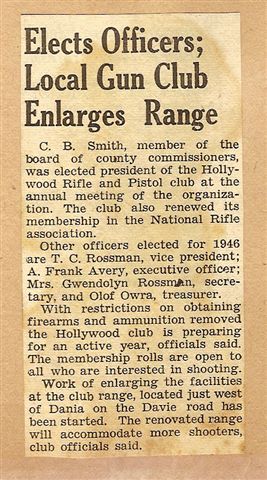 Elects Officers;
Local Gun Club
Enlarges Range
C. B. Smith, member of the
board of county commissioners,
was elected president of the Holly-
wood Rifle and Pistol club at the
annual meeting of the organiza-
tion. The club also renewed its
membership in the National Rifle
association.
Other officers elected for 1946
are T. C. Rossman, vice president;
A. Frank Avery, executive officer;
Mrs. Gwendolyn Rossman, secre-
tary, and Olof Owra, treasurer.
With restrictions on obtaining
firearms and ammunition removed
the Hollywood club is preparing
for an active year, officials said.
The membership rolls are open to
all who are interested in shooting.
Work of enlarging the facilities
at the club range, located just west
of Dania on the Davie road has
been started. The renovated range
will accommodate more shooters,
club officials said.